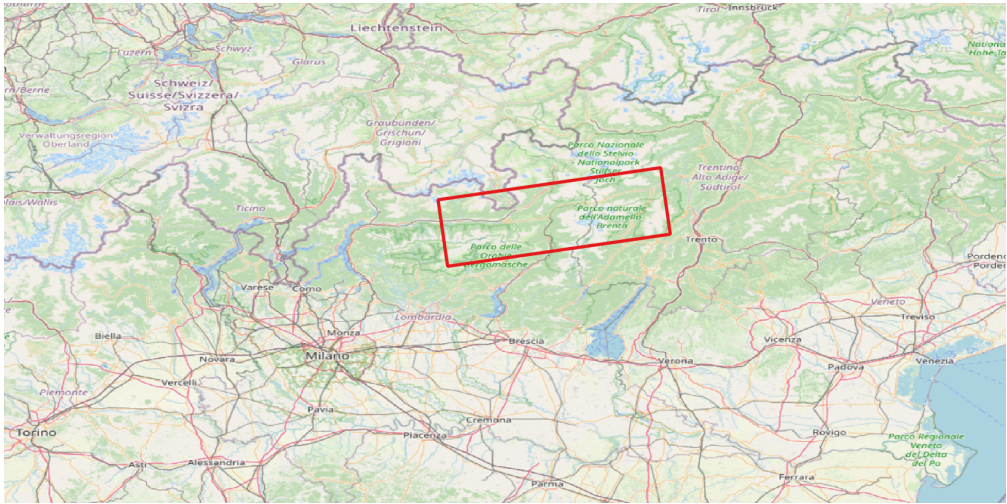 Innsbruck
Tirol
Liechtenstein
Luzern
Schwyz
Glarus
Schweiz/
Suisse/Svizzera/
Svizra
Graubünden/
Grischun/
Grigioni
Verwaltungsregion
Oberland
Parco Nazionale
dello Stelvio
- Nationalpark
Stilfser
Joch
Trentino
Alto Adige/
Südtirol
Ticino
Parco naturale
dell'Adamello
Brenta
Trento
Parco delle
Orobie
Bergamasche
Varese
Como
Lombardia
Veneto
Treviso
Biella
Monza
Novara
Milano
Brescia
Vicenza
Verona
Padova
Venezia
Vercelli
Piemonte
Pavia
Cremona
Torino
Piacenza
Rovigo
Asti
Alessandria
Parma
Ferrara
Parco Regionale
Veneto
del Delta
del Po